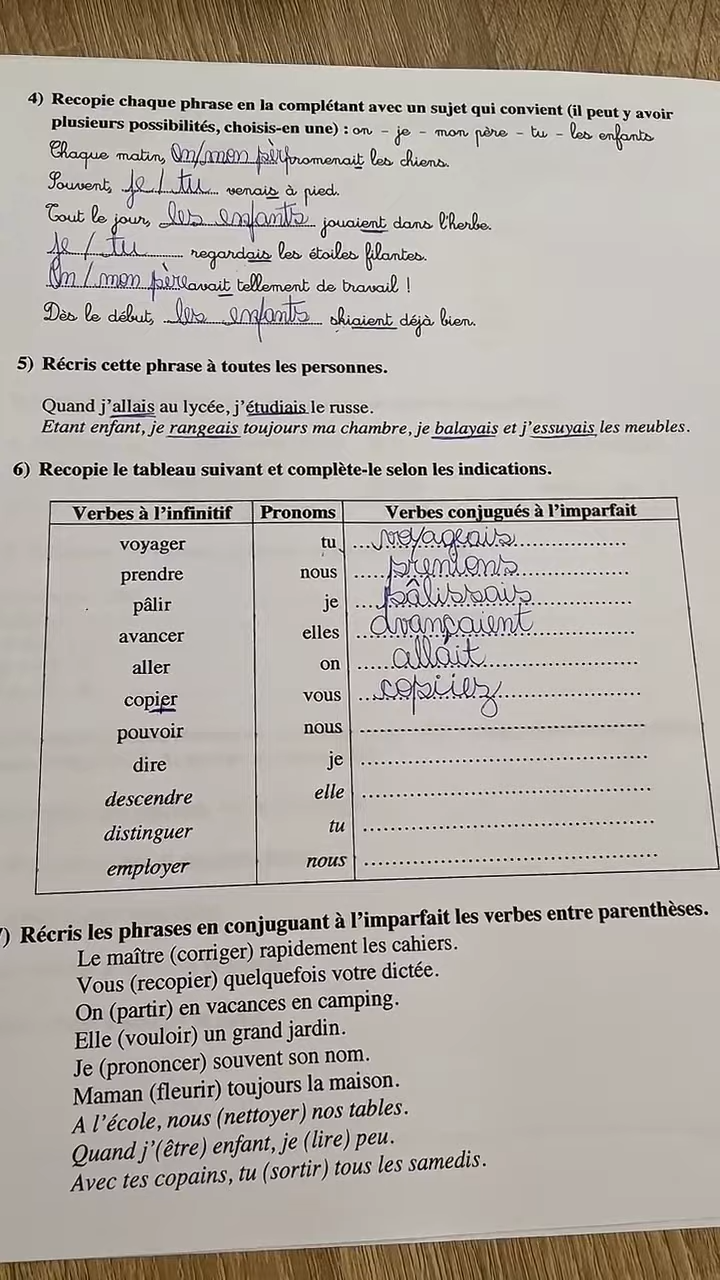 4) Recopie chaque phrase en la complétant avec un sujet qui convient (il peut y avoir
plusieurs possibilités, choisis-en une) : on - je - mon père - tu - les enfants
Chaque matin, On/mon père promenait les chiens.
Souvent, je / tu venais à pied.
Tout le jour, les enfants jouaient dans l'herbe.
je / tu regardais les étoiles filantes.
On / mon père avait tellement de travail !
Dès le début, les enfants skiaient déjà bien.
5) Récris cette phrase à toutes les personnes.
Quand j'allais au lycée, j'étudiais le russe.
Etant enfant, je rangeais toujours ma chambre, je balayais et j'essuyais les meubles.
6) Recopie le tableau suivant et complète-le selon les indications.
Verbes à l'infinitif Pronoms Verbes conjugués à l'imparfait
voyager tu voyageais
prendre nous prenions
pâlir je pâlissais
avancer elles avançaient
aller on allait
copier vous copiiez
pouvoir nous
dire je
descendre elle
distinguer tu
employer nous
) Récris les phrases en conjuguant à l'imparfait les verbes entre parenthèses.
Le maître (corriger) rapidement les cahiers.
Vous (recopier) quelquefois votre dictée.
On (partir) en vacances en camping.
Elle (vouloir) un grand jardin.
Je (prononcer) souvent son nom.
Maman (fleurir) toujours la maison.
A l'école, nous (nettoyer) nos tables.
Quand j'(être) enfant, je (lire) peu.
Avec tes copains, tu (sortir) tous les samedis.